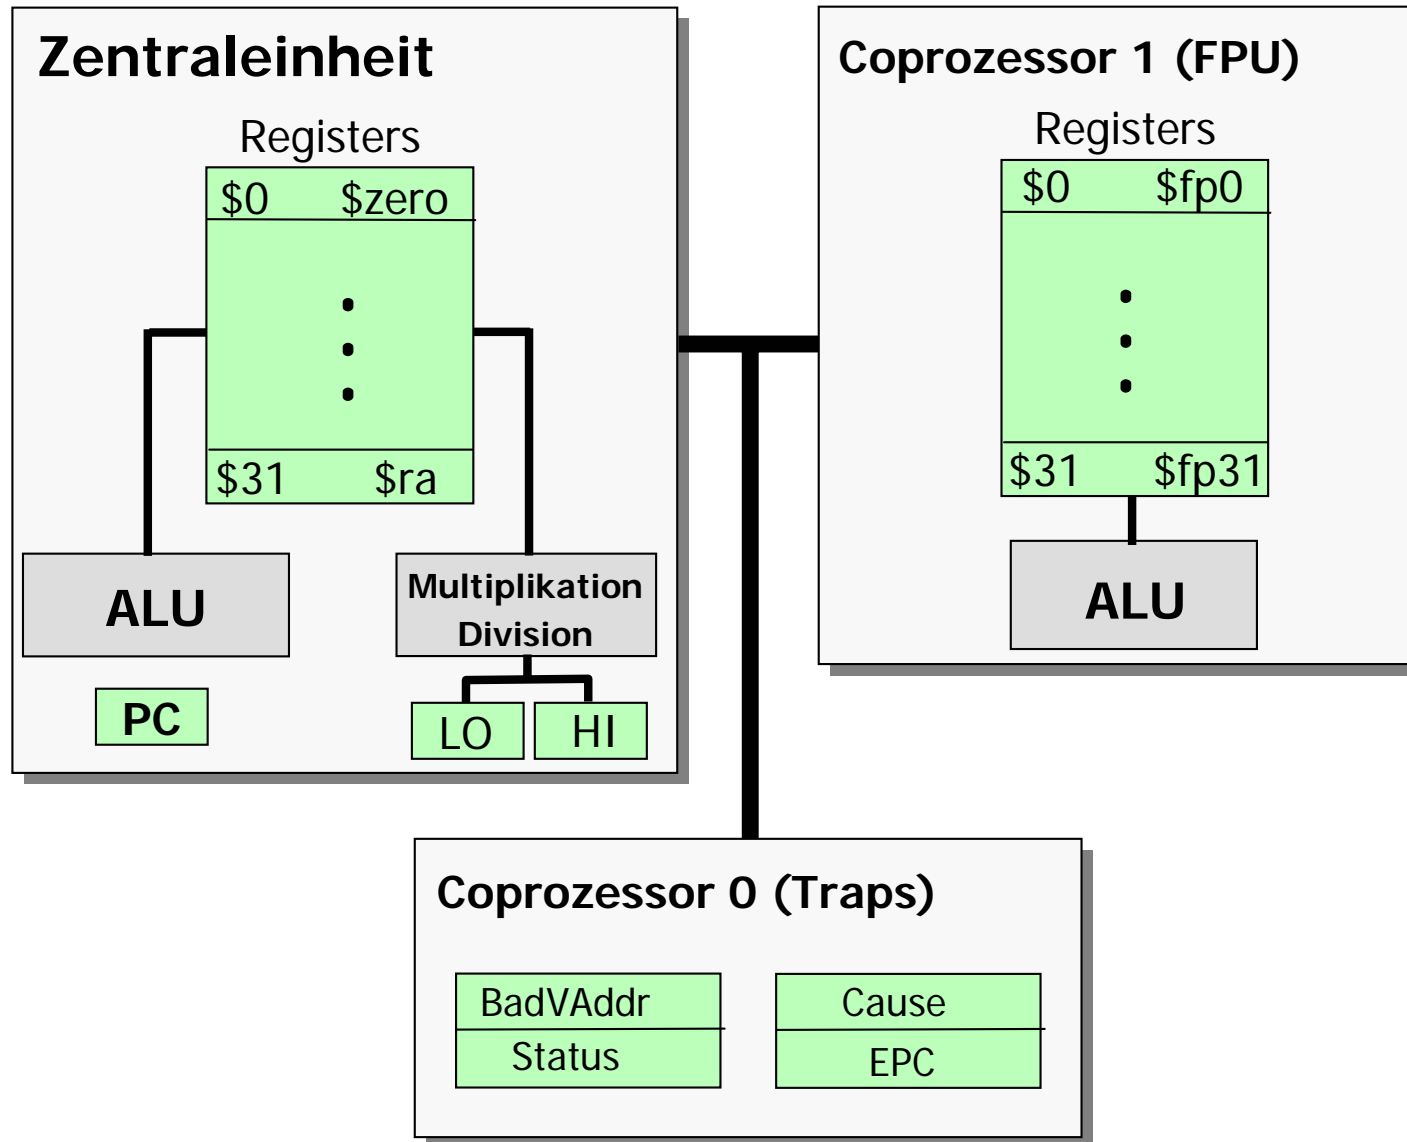 Zentraleinheit
Registers
$0 $zero
$31 $ra
ALU
Multiplikation
Division
PC
LO
HI
Coprozessor 1 (FPU)
Registers
$0 $fp0
$31 $fp31
ALU
Coprozessor 0 (Traps)
BadVAddr
Status
Cause
EPC